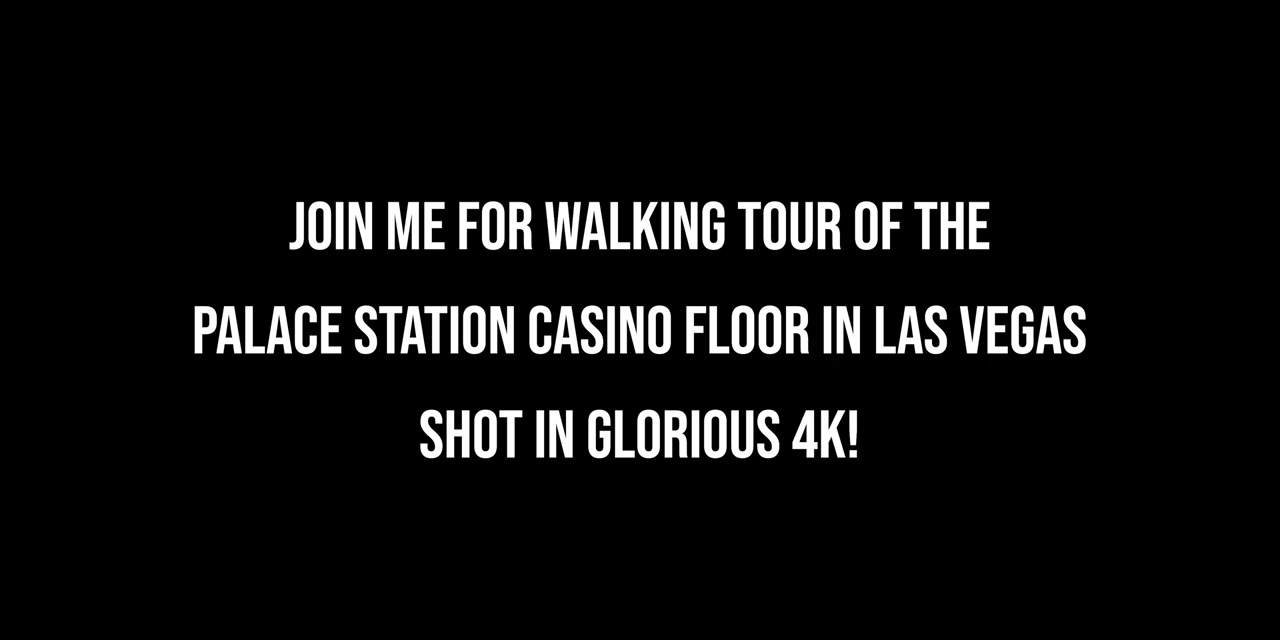 JOIN ME FOR WALKING TOUR OF THE
PALACE STATION CASINO FLOOR IN LAS VEGAS
SHOT IN GLORIOUS 4K!